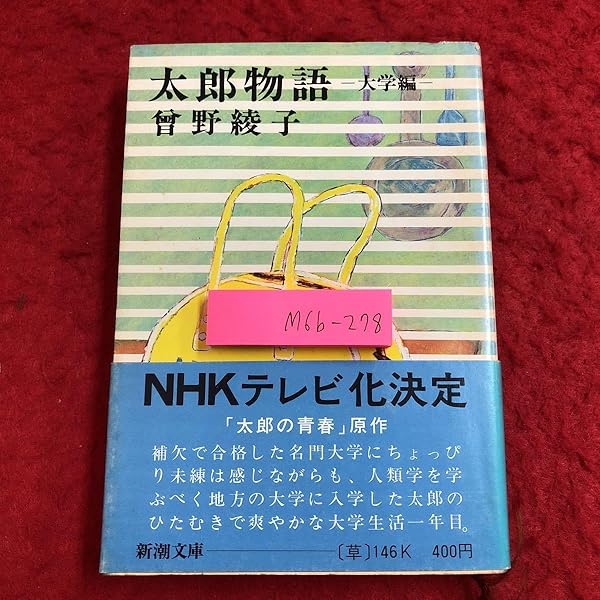 太郎物語 ―大学編―
曾野綾子
M6b-278
NHKテレビ化決定
「太郎の青春」原作
補欠で合格した名門大学にちょっぴ
り未練は感じながらも、人類学を学
ぶべく地方の大学に入学した太郎の
ひたむきで爽やかな大学生活一年目。
新潮文庫――――〔草〕146K 400円